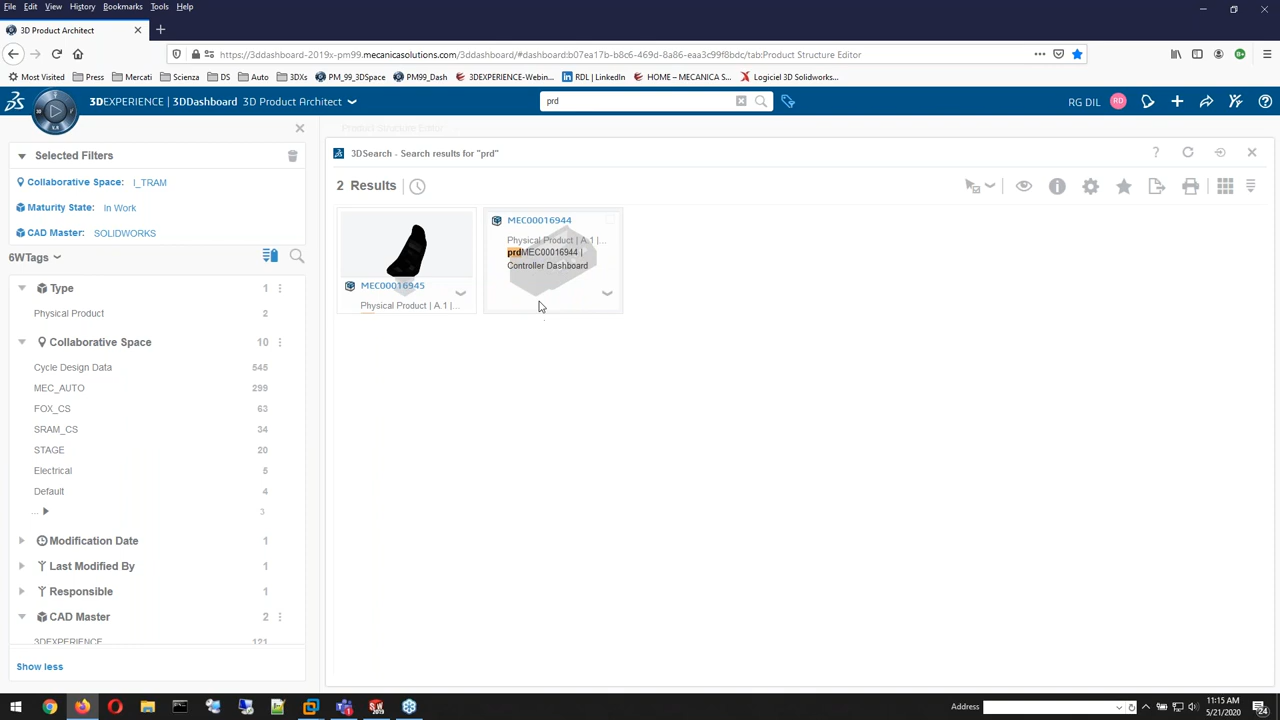 File Edit View History Bookmarks Tools Help
3D Product Architect
https://3ddashboard-2019x-pm99.mecanicasolutions.com/3ddashboard/#dashboard:b07ea17b-b8c6-469d-8a86-eaa3c99f8bdc/tab:Product Structure Editor
Most Visited Press Mercati Scienza DS Auto 3DXs PM_99_3DSpace PM99_Dash 3DEXPERIENCE-Webin... RDL | LinkedIn HOME – MECANICA S... Logiciel 3D Solidworks...
3DEXPERIENCE | 3DDashboard 3D Product Architect
prd
RG DIL RD
Product Structure Editor
Selected Filters
Collaborative Space: I_TRAM
Maturity State: In Work
CAD Master: SOLIDWORKS
6WTags
Type 1
Physical Product 2
Collaborative Space 10
Cycle Design Data 545
MEC_AUTO 299
FOX_CS 63
SRAM_CS 34
STAGE 20
Electrical 5
Default 4
... 3
Modification Date 1
Last Modified By 1
Responsible 1
CAD Master 2
3DEXPERIENCE 121
Show less
3DSearch - Search results for "prd"
2 Results
MEC00016945
Physical Product | A.1 |...
MEC00016944
Physical Product | A.1 |...
prdMEC00016944 |
Controller Dashboard
Address
11:15 AM
5/21/2020
24